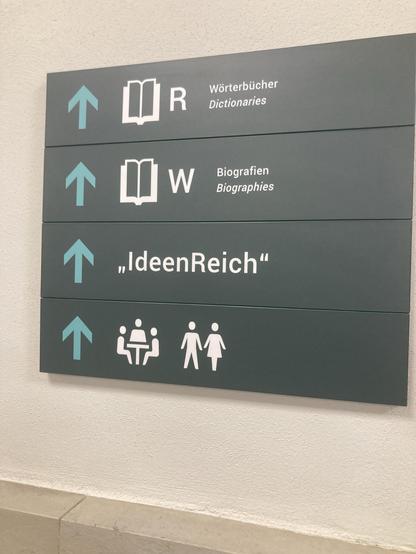 R
Wörterbücher
Dictionaries
W
Biografien
Biographies
„IdeenReich“